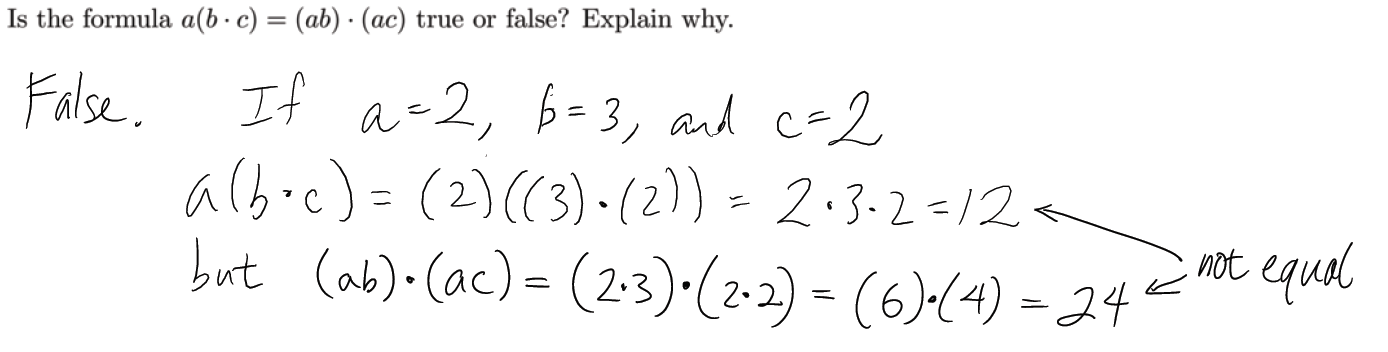 Is the formula a(b · c) = (ab) · (ac) true or false? Explain why.
False. If a=2, b=3, and c=2
a(b·c) = (2)((3)·(2)) = 2·3·2=12
but (ab)·(ac) = (2·3)·(2·2) = (6)·(4) = 24
not equal